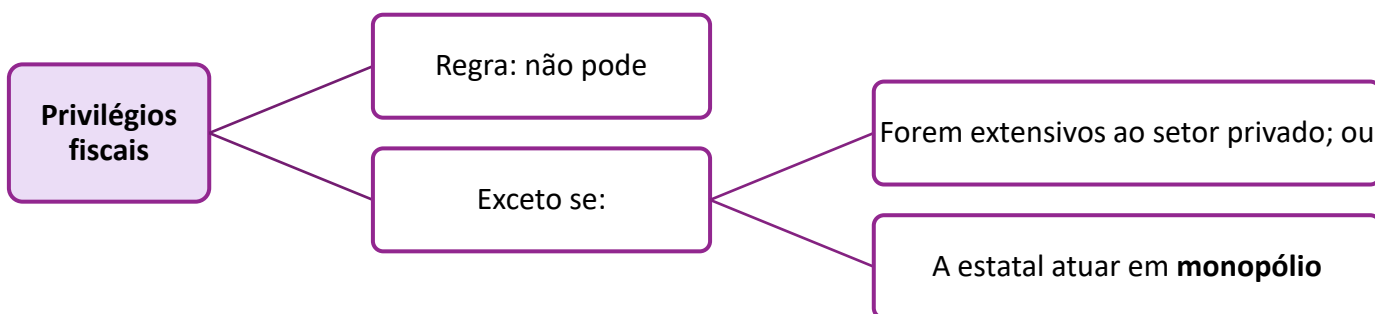 Privilégios
fiscais
Regra: não pode
Exceto se:
Forem extensivos ao setor privado; ou
A estatal atuar em monopólio